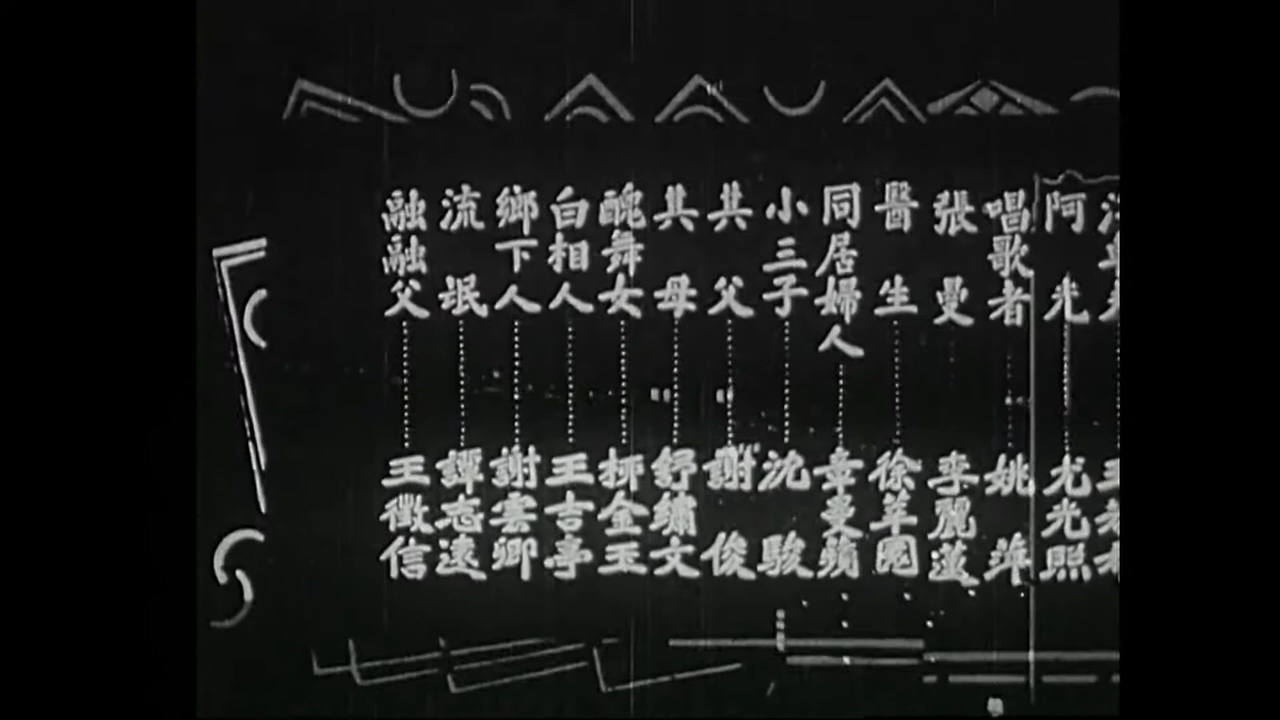 阿光 尤光照
唱歌者 姚萍
張曼 李麗蓮
醫生 徐莘園
同居婦人 章曼蘋
小三子 沈駿
其父 謝俊
其母 舒繡文
醜舞女 柳金玉
白相人 王吉亭
鄉下人 謝雲卿
流氓 譚志遠
融融父 王徵信